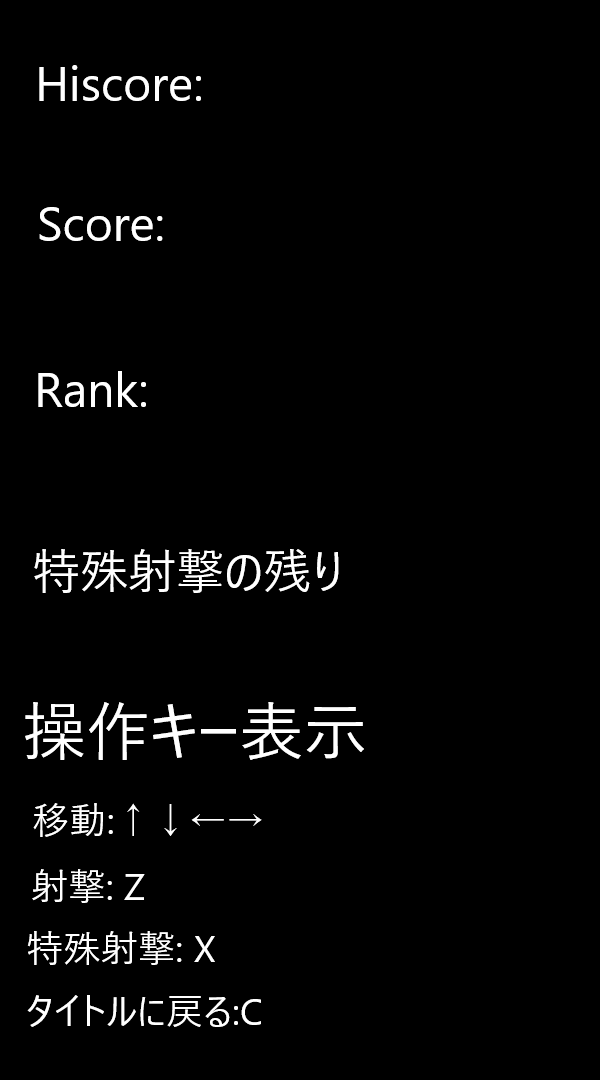 Hiscore:
Score:
Rank:
特殊射撃の残り
操作キー表示
移動:↑↓←→
射撃: Z
特殊射撃: X
タイトルに戻る:C